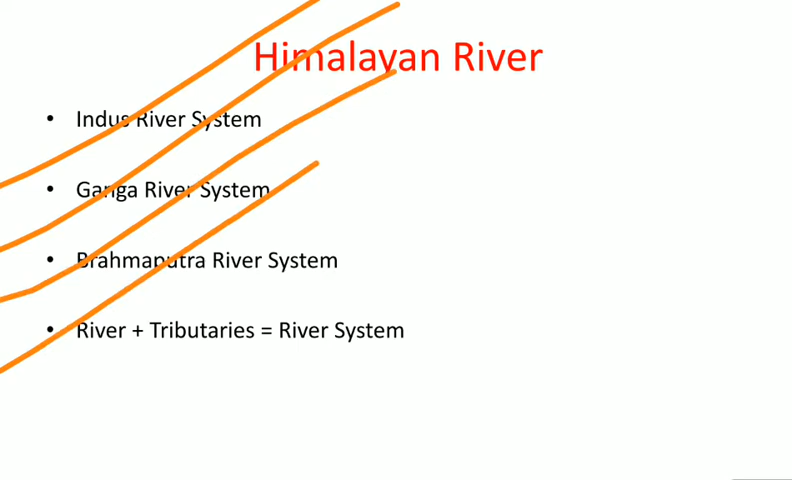 Himalayan River
• Indus River System
• Ganga River System
• Brahmaputra River System
• River + Tributaries = River System